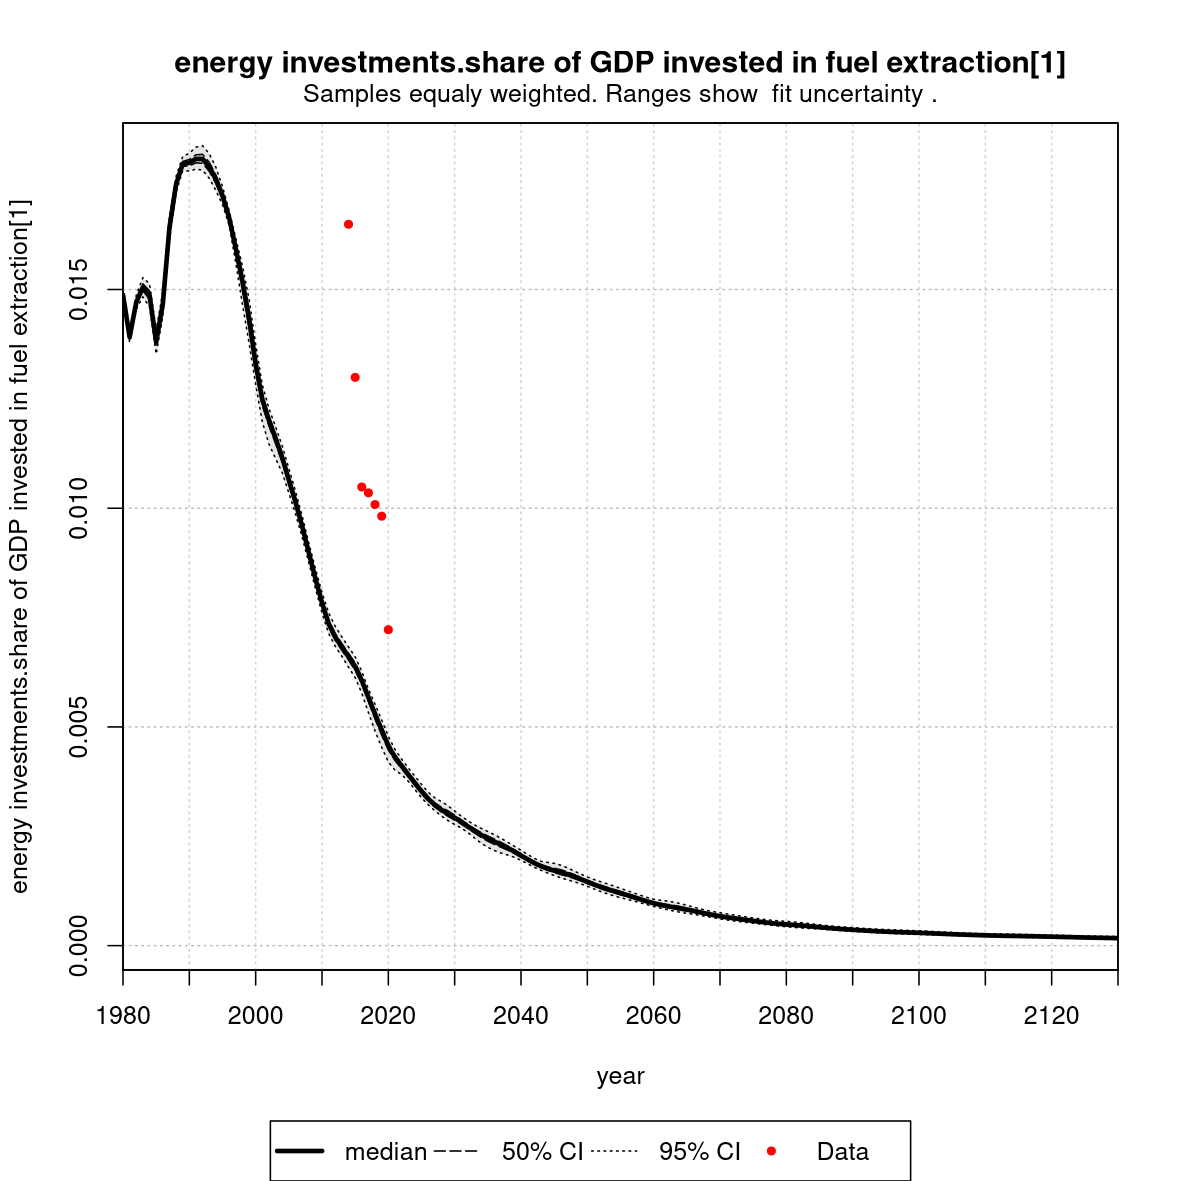 energy investments.share of GDP invested in fuel extraction[1]
Samples equaly weighted. Ranges show  fit uncertainty .
energy investments.share of GDP invested in fuel extraction[1]
0.015
0.010
0.005
0.000
1980 2000 2020 2040 2060 2080 2100 2120
year
median 50% CI 95% CI Data